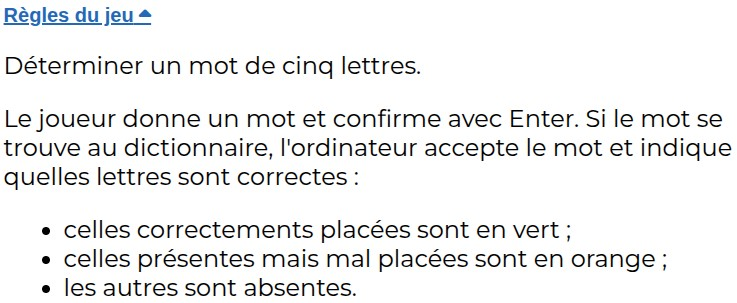 Règles du jeu
Déterminer un mot de cinq lettres.
Le joueur donne un mot et confirme avec Enter. Si le mot se
trouve au dictionnaire, l'ordinateur accepte le mot et indique
quelles lettres sont correctes :
• celles correctements placées sont en vert ;
• celles présentes mais mal placées sont en orange ;
• les autres sont absentes.